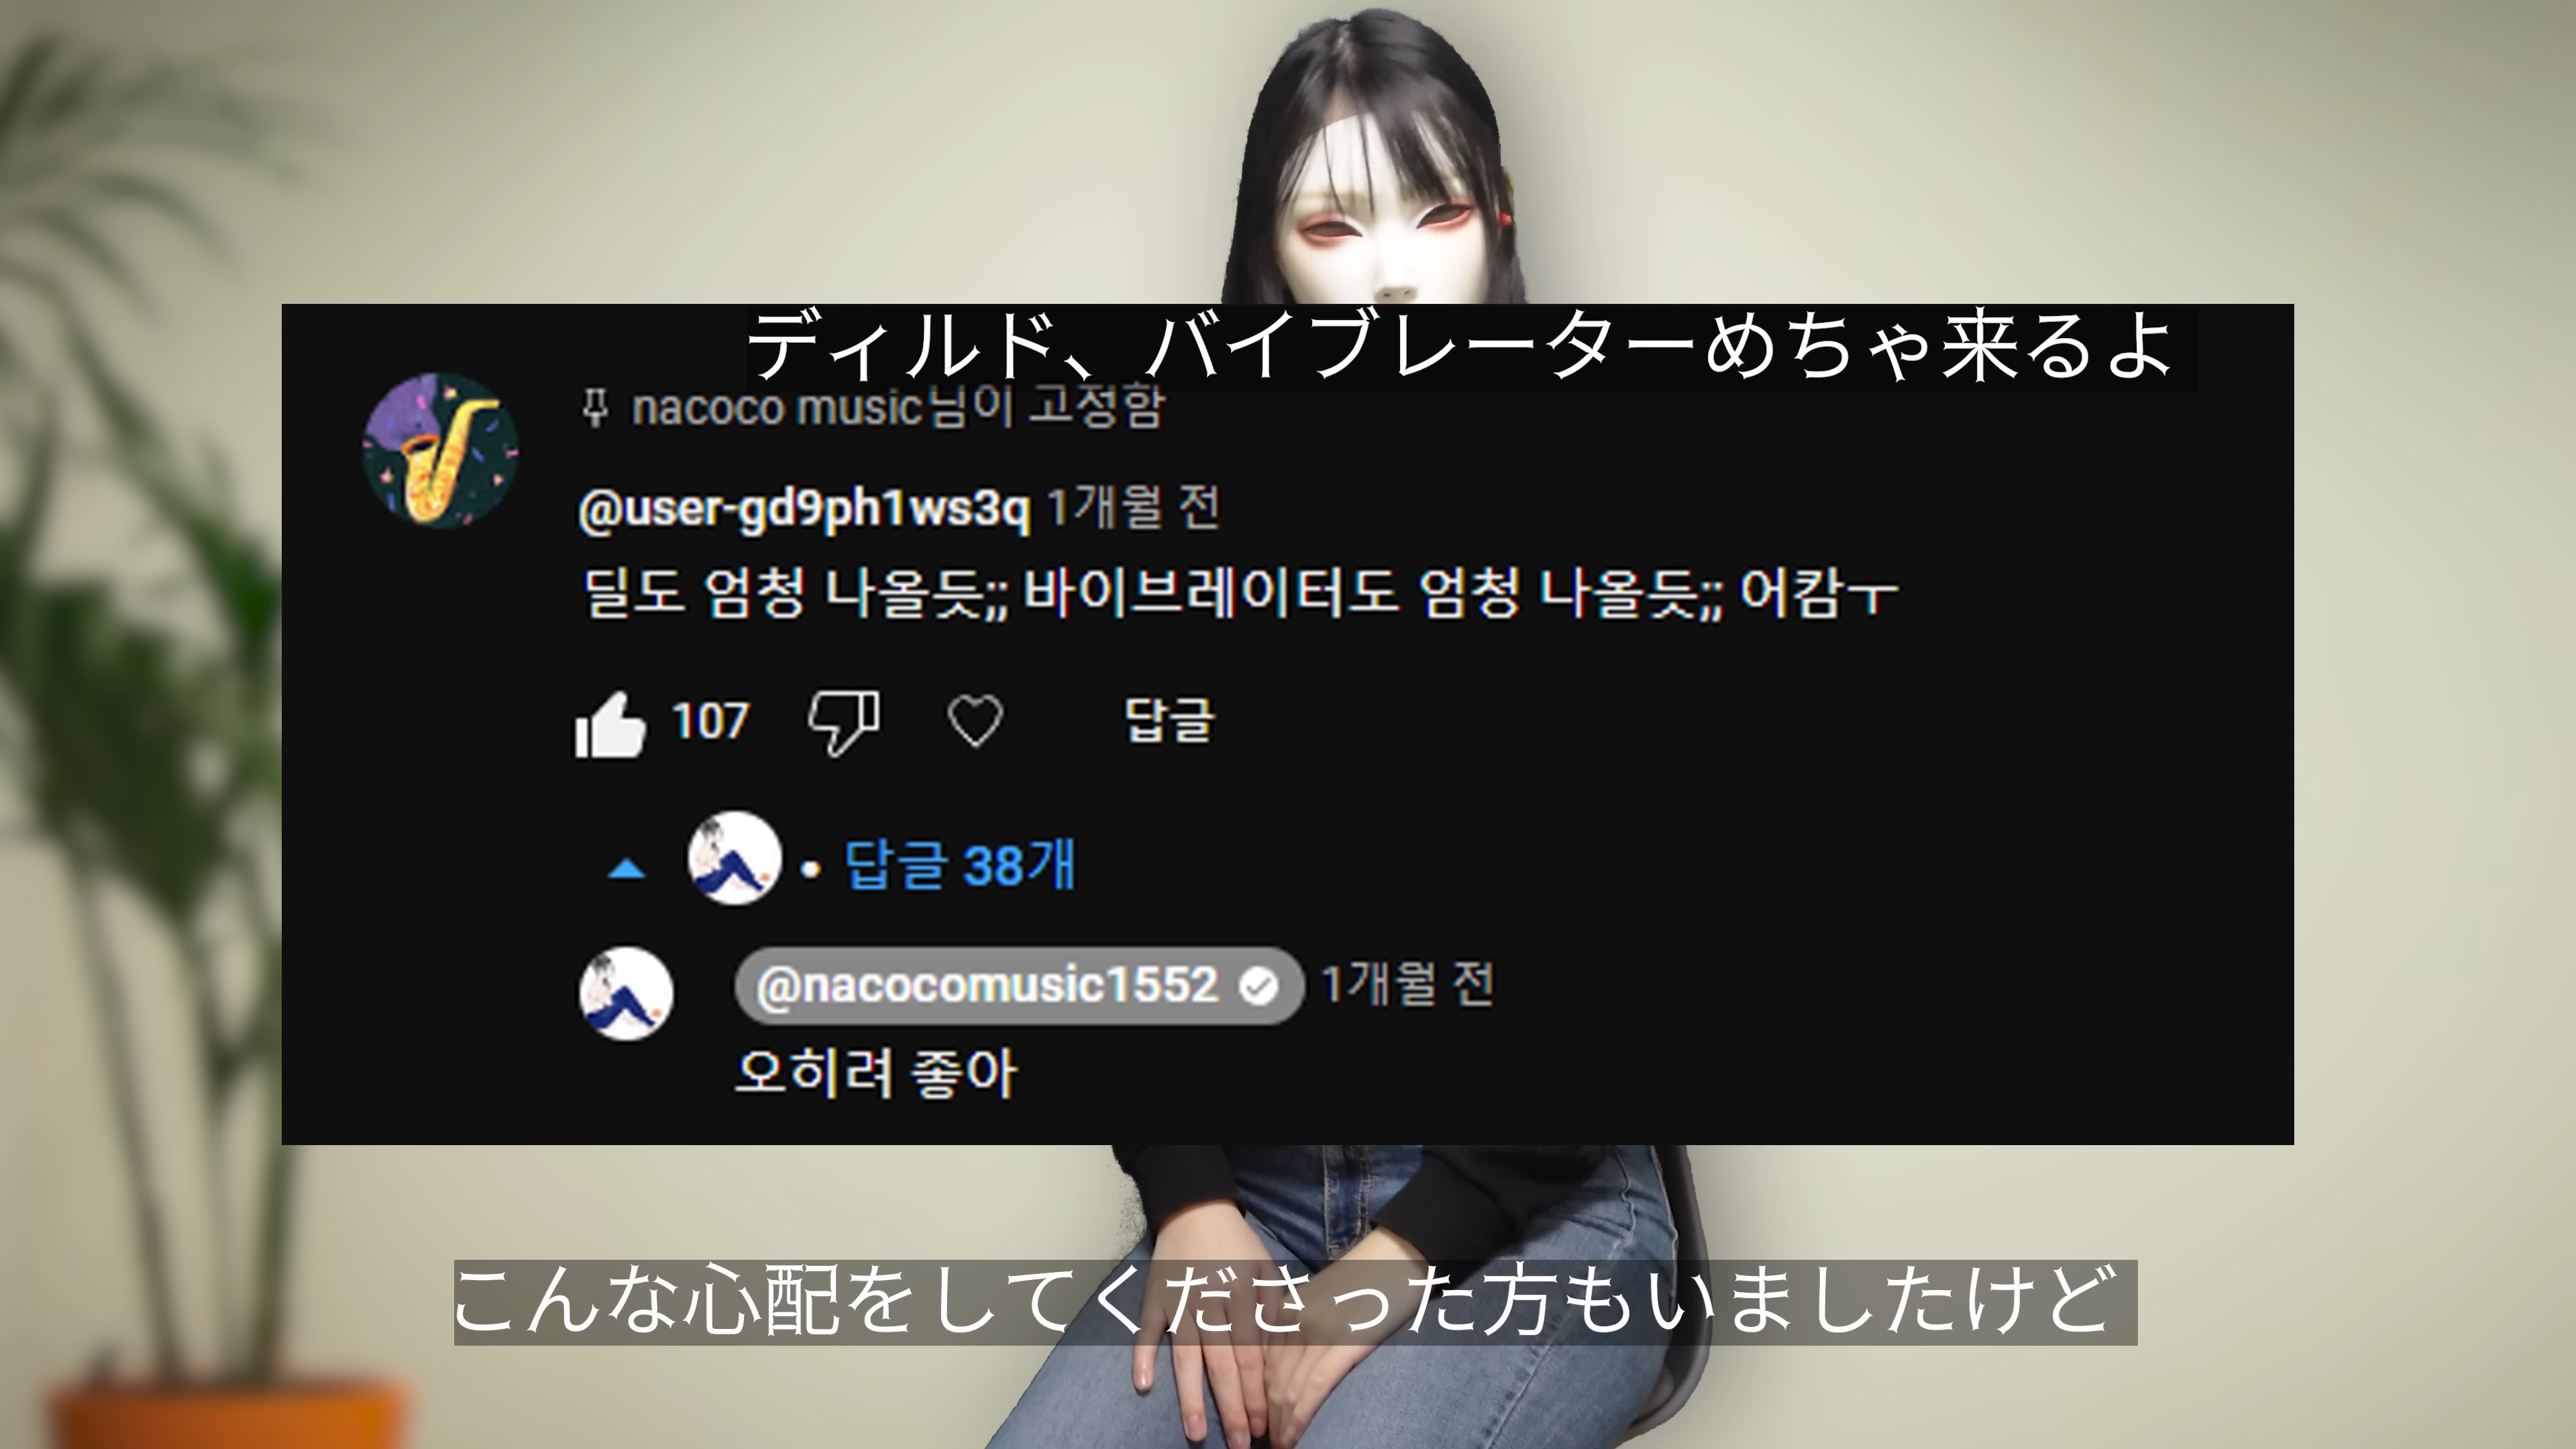 ディルド、バイブレーターめちゃ来るよ
nacoco music님이 고정함
@user-gd9ph1ws3q 1개월 전
딜도 엄청 나올듯;; 바이브레이터도 엄청 나올듯;; 어캄ㅜ
107 답글
답글 38개
@nacocomusic1552 1개월 전
오히려 좋아
こんな心配をしてくださった方もいましたけど